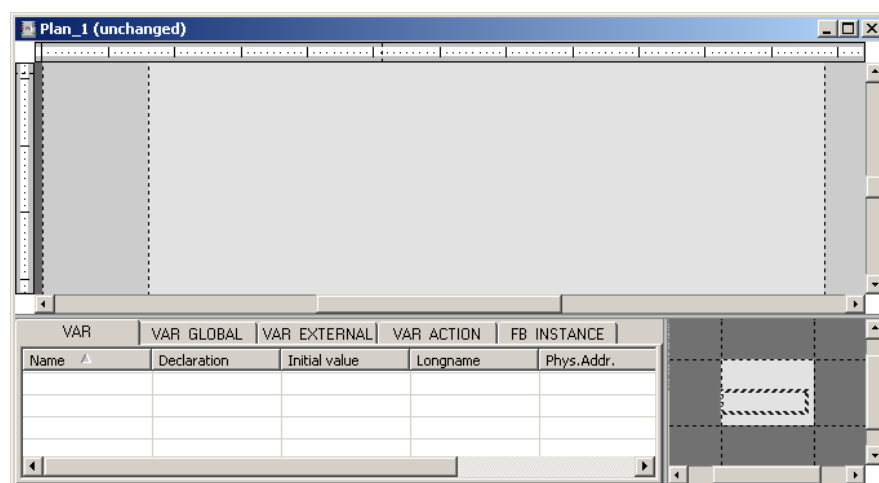 Plan_1 (unchanged)
VAR VAR GLOBAL VAR EXTERNAL VAR ACTION FB INSTANCE
Name Declaration Initial value Longname Phys.Addr.